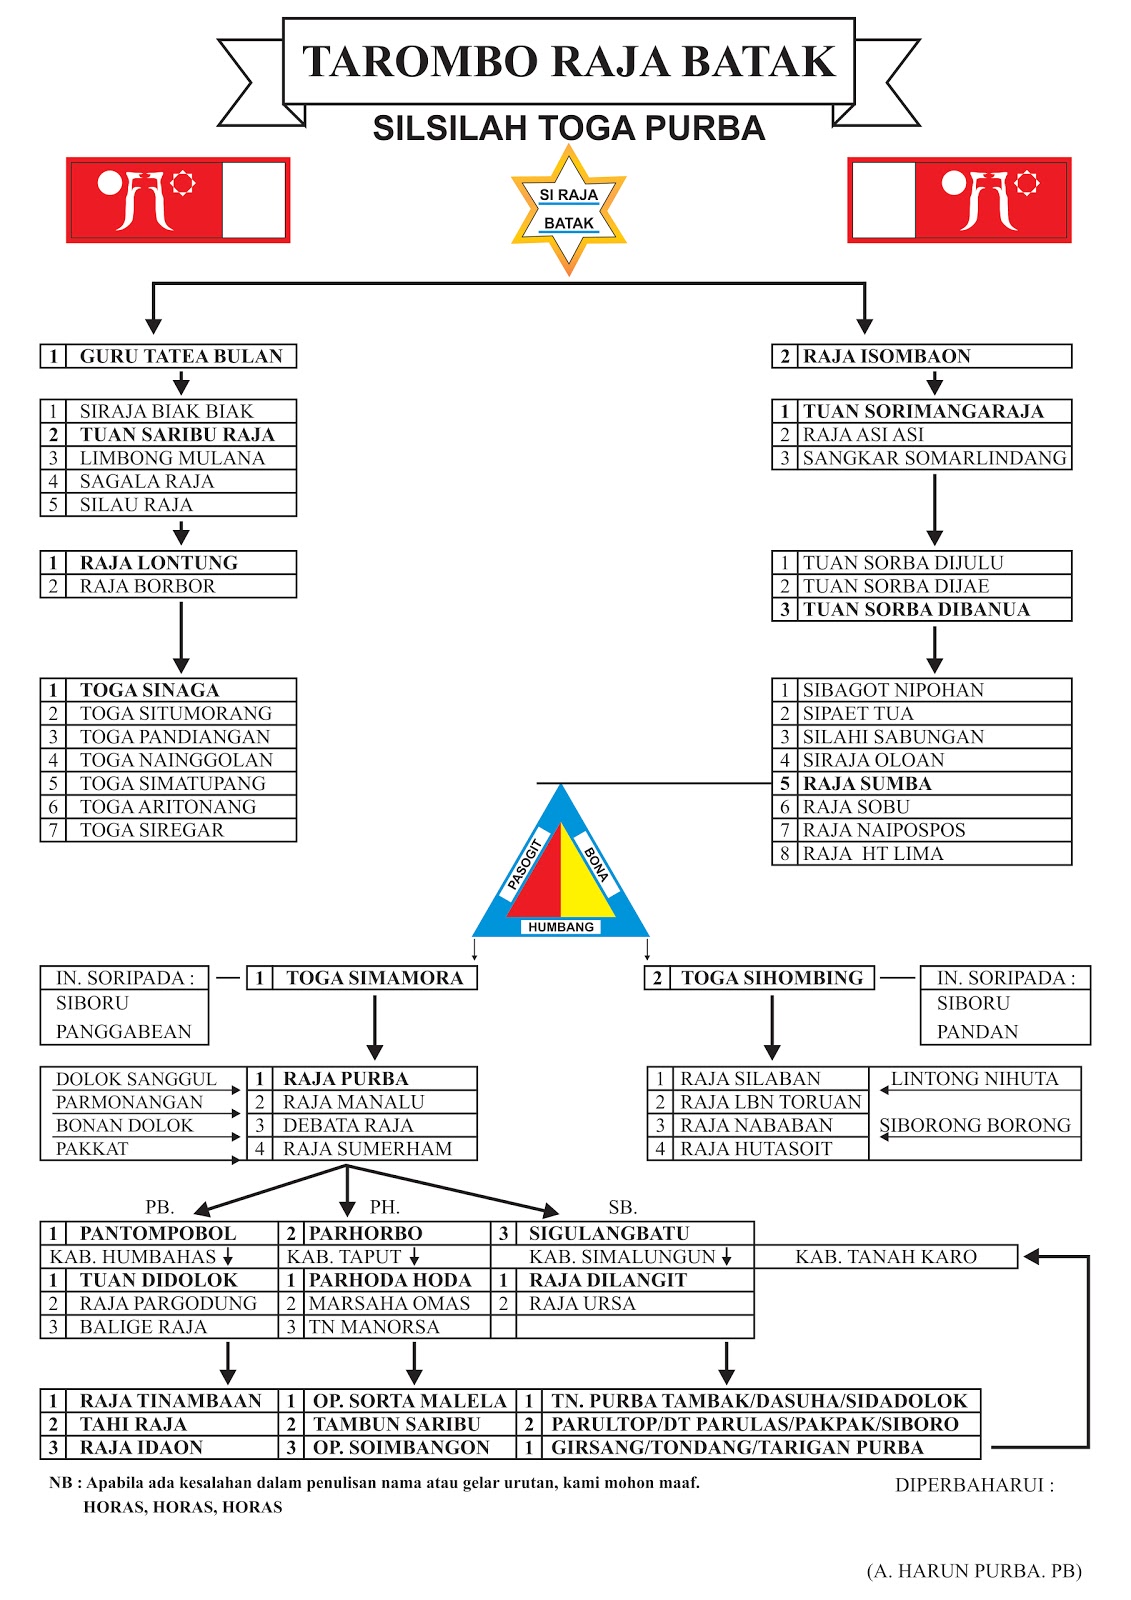 TAROMBO RAJA BATAK
SILSILAH TOGA PURBA
SI RAJA
BATAK
1 GURU TATEA BULAN
1 SIRAJA BIAK BIAK
2 TUAN SARIBU RAJA
3 LIMBONG MULANA
4 SAGALA RAJA
5 SILAU RAJA
1 RAJA LONTUNG
2 RAJA BORBOR
1 TOGA SINAGA
2 TOGA SITUMORANG
3 TOGA PANDIANGAN
4 TOGA NAINGGOLAN
5 TOGA SIMATUPANG
6 TOGA ARITONANG
7 TOGA SIREGAR
2 RAJA ISOMBAON
1 TUAN SORIMANGARAJA
2 RAJA ASI ASI
3 SANGKAR SOMARLINDANG
1 TUAN SORBA DIJULU
2 TUAN SORBA DIJAE
3 TUAN SORBA DIBANUA
1 SIBAGOT NIPOHAN
2 SIPAET TUA
3 SILAHI SABUNGAN
4 SIRAJA OLOAN
5 RAJA SUMBA
6 RAJA SOBU
7 RAJA NAIPOSPOS
8 RAJA HT LIMA
PASOGIT
BONA
HUMBANG
IN. SORIPADA :
SIBORU
PANGGABEAN
1 TOGA SIMAMORA
2 TOGA SIHOMBING
IN. SORIPADA :
SIBORU
PANDAN
DOLOK SANGGUL 1 RAJA PURBA
PARMONANGAN 2 RAJA MANALU
BONAN DOLOK 3 DEBATA RAJA
PAKKAT 4 RAJA SUMERHAM
1 RAJA SILABAN LINTONG NIHUTA
2 RAJA LBN TORUAN
3 RAJA NABABAN SIBORONG BORONG
4 RAJA HUTASOIT
PB. PH. SB.
1 PANTOMPOBOL 2 PARHORBO 3 SIGULANGBATU
KAB. HUMBAHAS KAB. TAPUT KAB. SIMALUNGUN KAB. TANAH KARO
1 TUAN DIDOLOK 1 PARHODA HODA 1 RAJA DILANGIT
2 RAJA PARGODUNG 2 MARSAHA OMAS 2 RAJA URSA
3 BALIGE RAJA 3 TN MANORSA
1 RAJA TINAMBAAN 1 OP. SORTA MALELA 1 TN. PURBA TAMBAK/DASUHA/SIDADOLOK
2 TAHI RAJA 2 TAMBUN SARIBU 2 PARULTOP/DT PARULAS/PAKPAK/SIBORO
3 RAJA IDAON 3 OP. SOIMBANGON 1 GIRSANG/TONDANG/TARIGAN PURBA
NB : Apabila ada kesalahan dalam penulisan nama atau gelar urutan, kami mohon maaf.
HORAS, HORAS, HORAS
DIPERBAHARUI :
(A. HARUN PURBA. PB)